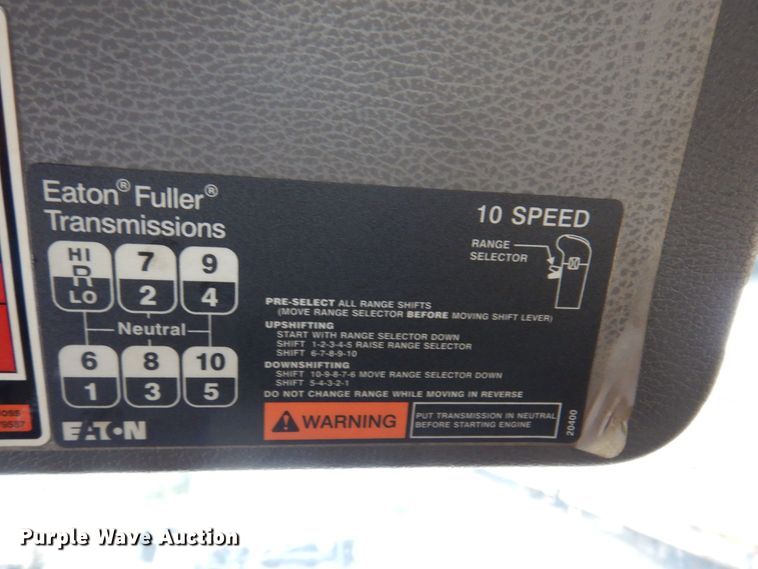 Eaton® Fuller®
Transmissions
10 SPEED
RANGE
SELECTOR
HI
R
LO
7
2
9
4
Neutral
6
1
8
3
10
5
PRE-SELECT ALL RANGE SHIFTS
(MOVE RANGE SELECTOR BEFORE MOVING SHIFT LEVER)
UPSHIFTING
START WITH RANGE SELECTOR DOWN
SHIFT 1-2-3-4-5 RAISE RANGE SELECTOR
SHIFT 6-7-8-9-10
DOWNSHIFTING
SHIFT 10-9-8-7-6 MOVE RANGE SELECTOR DOWN
SHIFT 5-4-3-2-1
DO NOT CHANGE RANGE WHILE MOVING IN REVERSE
WARNING
PUT TRANSMISSION IN NEUTRAL
BEFORE STARTING ENGINE
20400
EATON
Purple Wave Auction